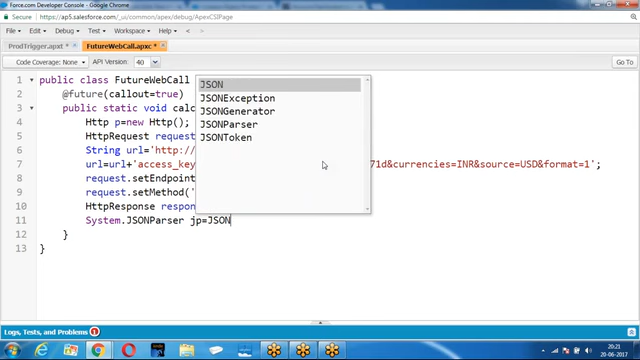 Force.com Developer Console - Google Chrome
Secure https://ap5.salesforce.com/_ui/common/apex/debug/ApexCSIPage
File Edit Debug Test Workspace Help < >
ProdTrigger.apxt * FutureWebCall.apxc *
Code Coverage: None API Version: 40 Go To
1 public class FutureWebCall
2 @future(callout=true)
3 public static void calc
4 Http p=new Http();
5 HttpRequest reques
6 String url='http:/
7 url=url+'access_key 71d&currencies=INR&source=USD&format=1';
8 request.setEndpoint
9 request.setMethod('
10 HttpResponse respon
11 System.JSONParser jp=JSON
12 }
13 }
JSON
JSONException
JSONGenerator
JSONParser
JSONToken
Logs, Tests, and Problems 1
20:21
20-06-2017